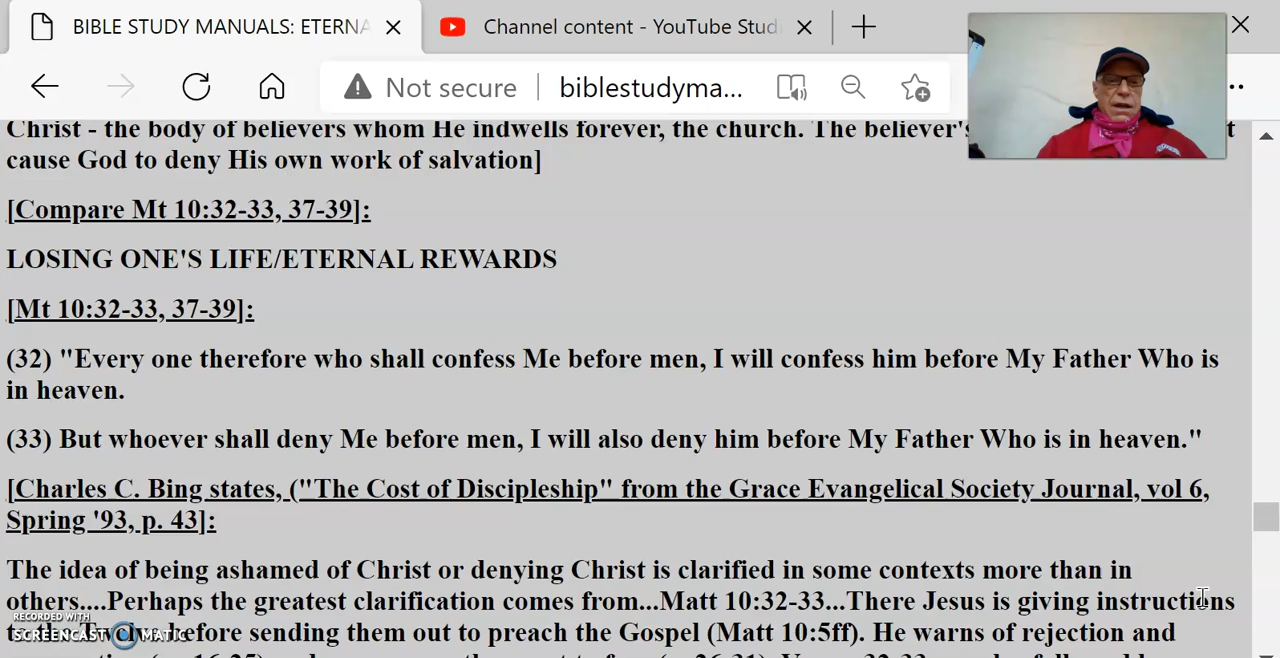 BIBLE STUDY MANUALS: ETERNA
Channel content - YouTube Stud
Not secure
biblestudyma...
Christ - the body of believers whom He indwells forever, the church. The believer's
cause God to deny His own work of salvation]
[Compare Mt 10:32-33, 37-39]:
LOSING ONE'S LIFE/ETERNAL REWARDS
[Mt 10:32-33, 37-39]:
(32) "Every one therefore who shall confess Me before men, I will confess him before My Father Who is
in heaven.
(33) But whoever shall deny Me before men, I will also deny him before My Father Who is in heaven."
[Charles C. Bing states, ("The Cost of Discipleship" from the Grace Evangelical Society Journal, vol 6,
Spring '93, p. 43]:
The idea of being ashamed of Christ or denying Christ is clarified in some contexts more than in
others....Perhaps the greatest clarification comes from...Matt 10:32-33...There Jesus is giving instructions
before sending them out to preach the Gospel (Matt 10:5ff). He warns of rejection and
RECORDED WITH
SCREENCAST MATIC